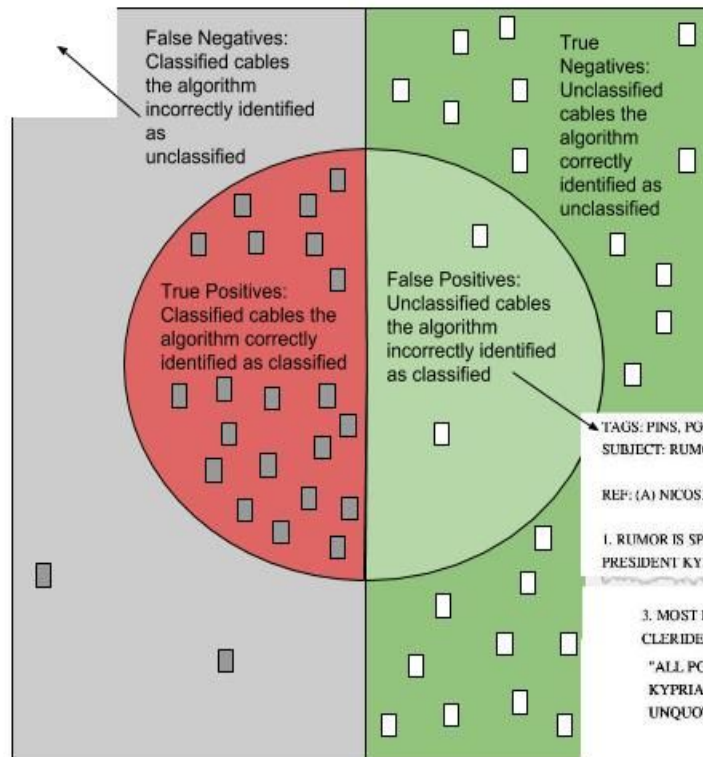 False Negatives:
Classified cables
the algorithm
incorrectly identified
as
unclassified
True
Negatives:
Unclassified
cables the
algorithm
correctly
identified as
unclassified
True Positives:
Classified cables the
algorithm correctly
identified as classified
False Positives:
Unclassified cables
the algorithm
incorrectly identified
as classified
TAGS: PINS, PO
SUBJECT: RUMO
REF: (A) NICOS
1. RUMOR IS SP
PRESIDENT KY
3. MOST
CLERIDE
"ALL PO
KYPRIA
UNQUO